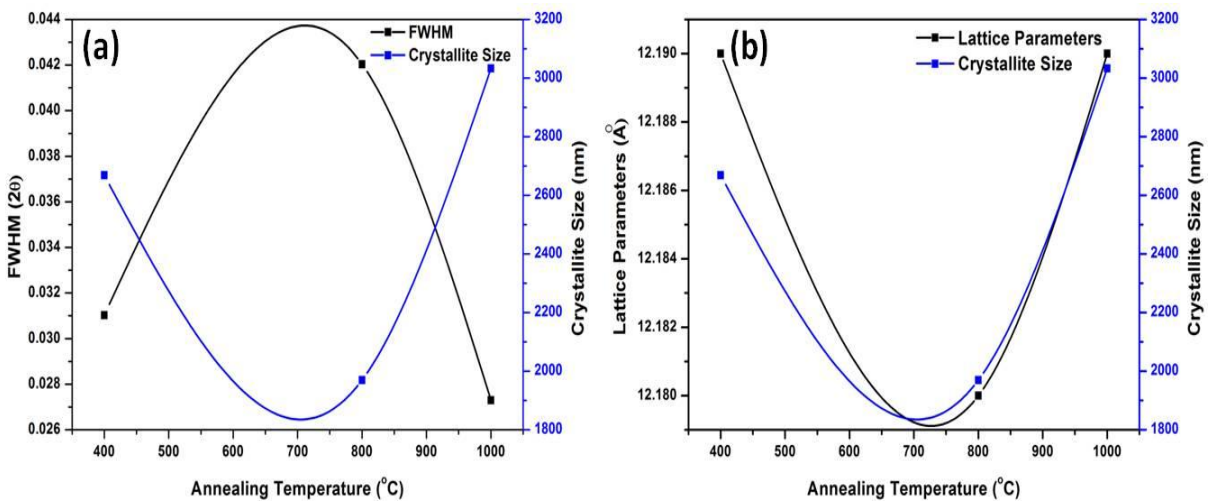 (a)
FWHM
Crystallite Size
0.044
0.042
0.040
0.038
0.036
0.034
0.032
0.030
0.028
0.026
FWHM (2θ)
3200
3000
2800
2600
2400
2200
2000
1800
Crystallite Size (nm)
400 500 600 700 800 900 1000
Annealing Temperature (°C)
(b)
Lattice Parameters
Crystallite Size
12.190
12.188
12.186
12.184
12.182
12.180
Lattice Parameters (Å)
3200
3000
2800
2600
2400
2200
2000
1800
Crystallite Size (nm)
400 500 600 700 800 900 1000
Annealing Temperature (°C)